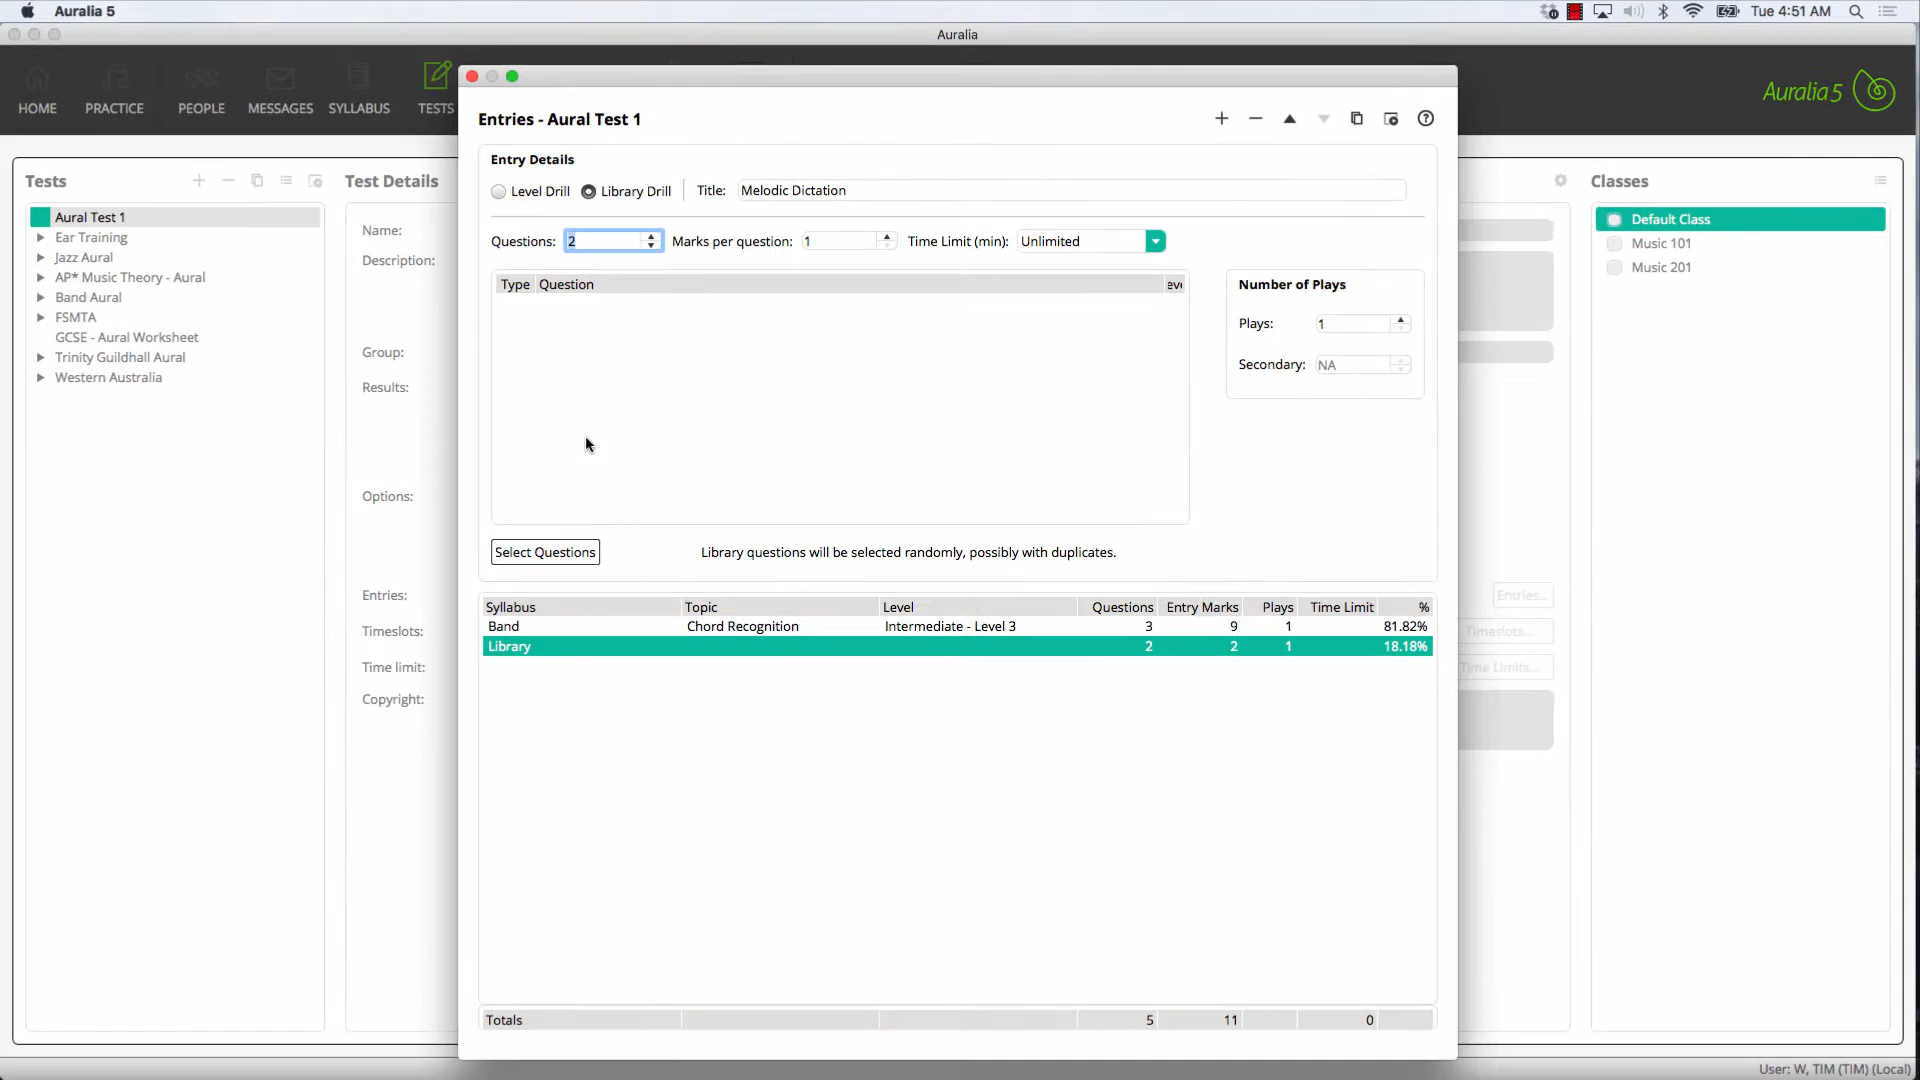 Auralia 5
Tue 4:51 AM
Auralia
HOME
PRACTICE
PEOPLE
MESSAGES
SYLLABUS
TESTS
Auralia 5
Tests
Aural Test 1
Ear Training
Jazz Aural
AP* Music Theory - Aural
Band Aural
FSMTA
GCSE - Aural Worksheet
Trinity Guildhall Aural
Western Australia
Test Details
Name:
Description:
Group:
Results:
Options:
Entries:
Timeslots:
Time limit:
Copyright:
Entries - Aural Test 1
Entry Details
Level Drill Library Drill Title: Melodic Dictation
Questions: 2 Marks per question: 1 Time Limit (min): Unlimited
Type Question eve
Number of Plays
Plays: 1
Secondary: NA
Select Questions
Library questions will be selected randomly, possibly with duplicates.
Syllabus Topic Level Questions Entry Marks Plays Time Limit %
Band Chord Recognition Intermediate - Level 3 3 9 1 81.82%
Library 2 2 1 18.18%
Totals 5 11 0
Entries...
Timeslots...
Time Limits...
Classes
Default Class
Music 101
Music 201
User: W, TIM (TIM) (Local)